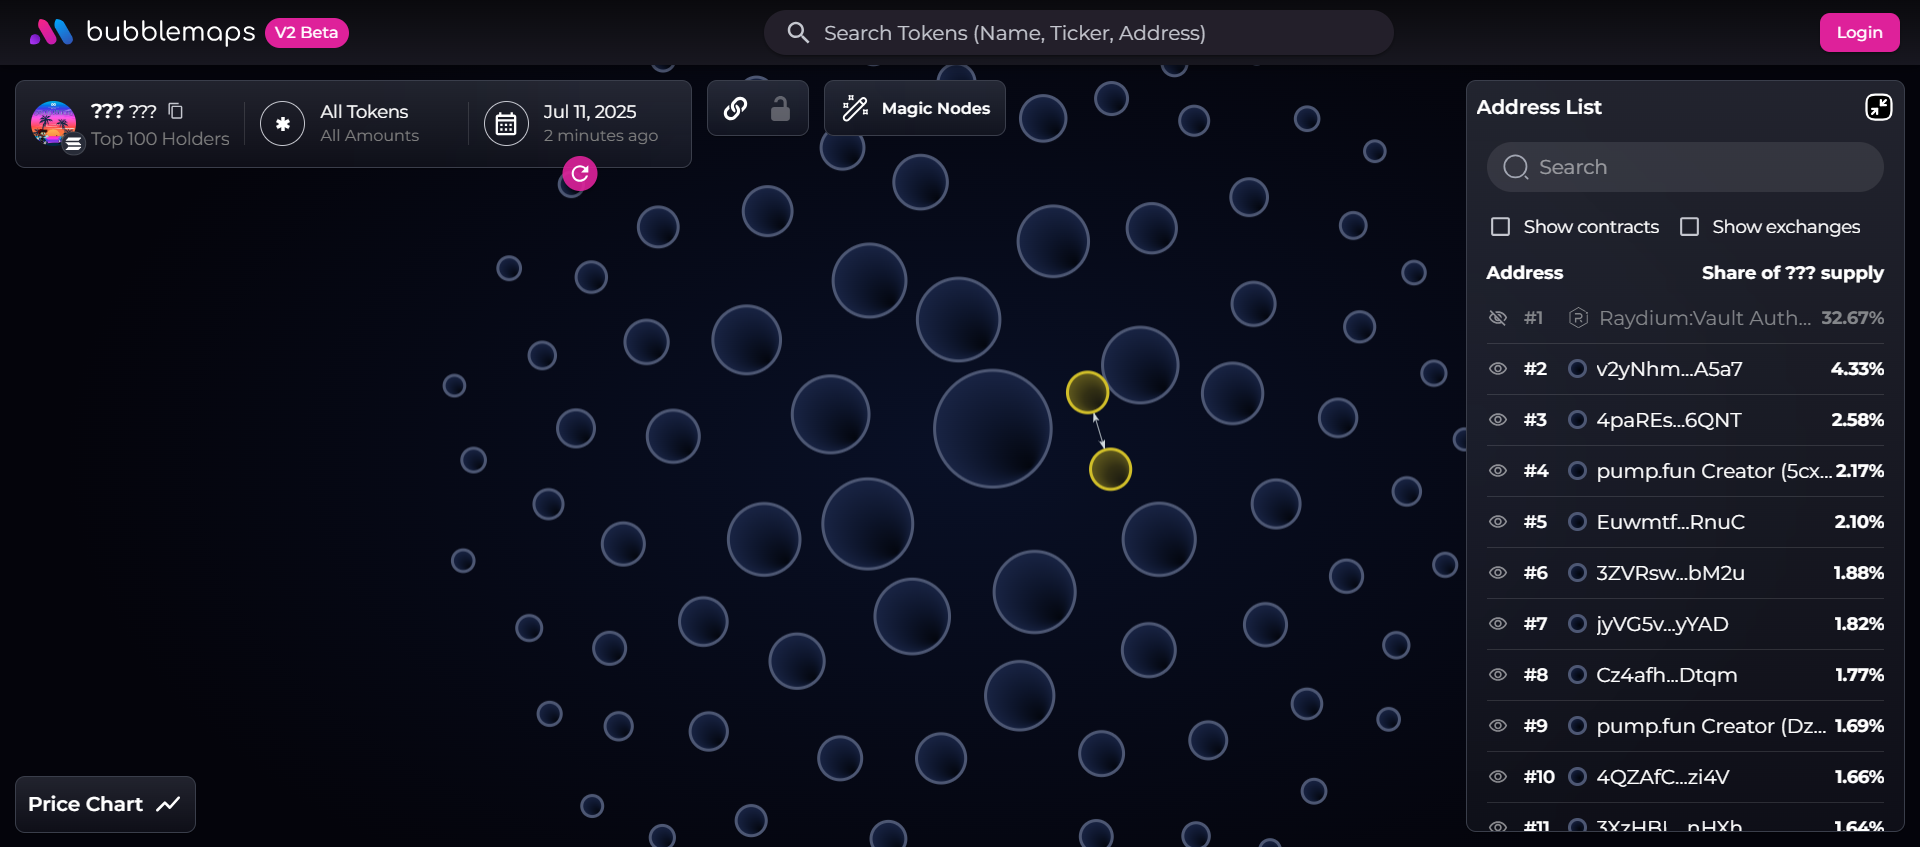 bubblemaps V2 Beta
Search Tokens (Name, Ticker, Address)
Login
??? ???
Top 100 Holders
All Tokens
All Amounts
Jul 11, 2025
2 minutes ago
Magic Nodes
Price Chart
Address List
Search
Show contracts
Show exchanges
Address Share of ??? supply
#1 Raydium:Vault Auth... 32.67%
#2 v2yNhm...A5a7 4.33%
#3 4paREs...6QNT 2.58%
#4 pump.fun Creator (5cx... 2.17%
#5 Euwmtf...RnuC 2.10%
#6 3ZVRsw...bM2u 1.88%
#7 jyVG5v...yYAD 1.82%
#8 Cz4afh...Dtqm 1.77%
#9 pump.fun Creator (Dz... 1.69%
#10 4QZAfC...zi4V 1.66%
#11 1.64%